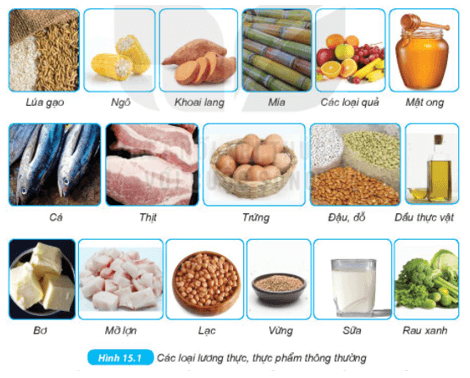 Lúa gạo Ngô Khoai lang Mía Các loại quả Mật ong
Cá Thịt Trứng Đậu, đỗ Dầu thực vật
Bơ Mỡ lợn Lạc Vừng Sữa Rau xanh
Hình 15.1 Các loại lương thực, thực phẩm thông thường